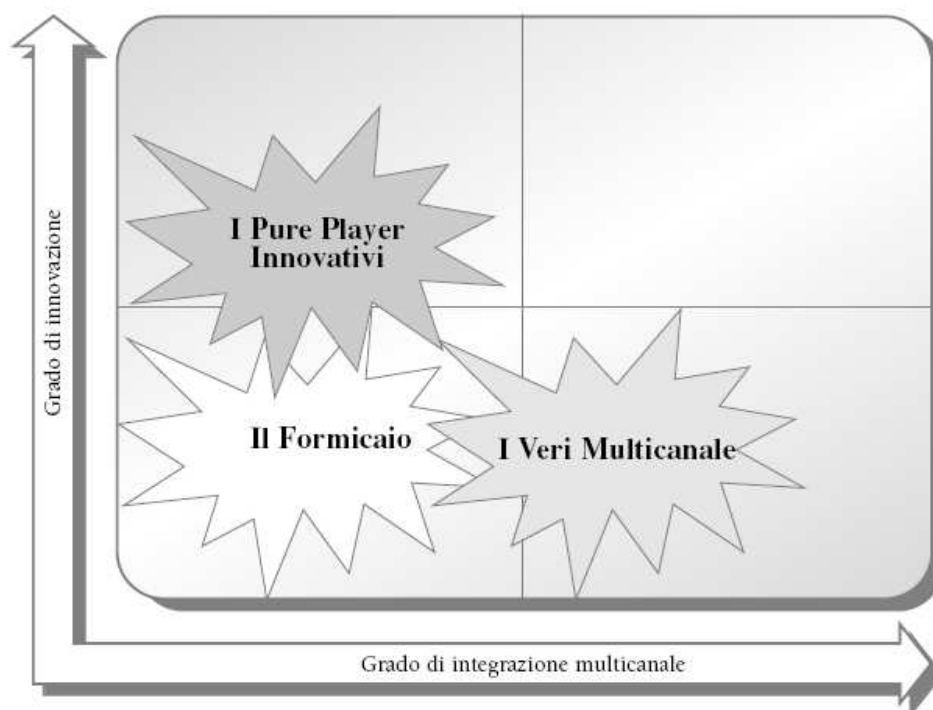 Grado di innovazione
I Pure Player
Innovativi
Il Formicaio
I Veri Multicanale
Grado di integrazione multicanale